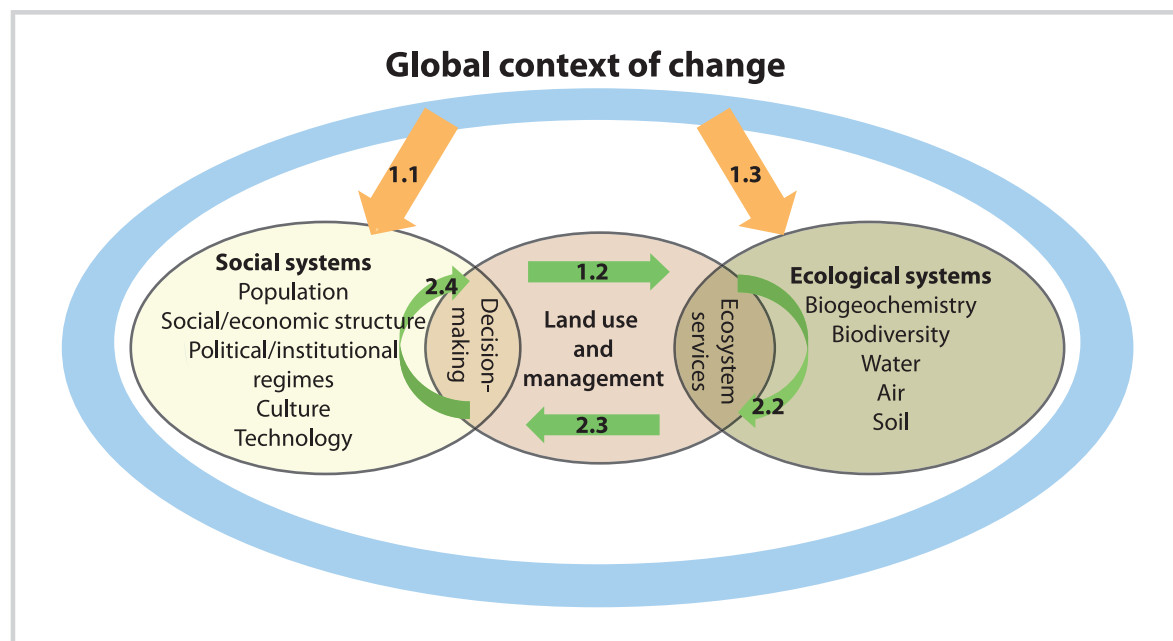 Global context of change
1.1
1.3
Social systems
Population
Social/economic structure
Political/institutional
regimes
Culture
Technology
2.4
Decision-
making
1.2
Land use
and
management
2.3
Ecosystem
services
2.2
Ecological systems
Biogeochemistry
Biodiversity
Water
Air
Soil